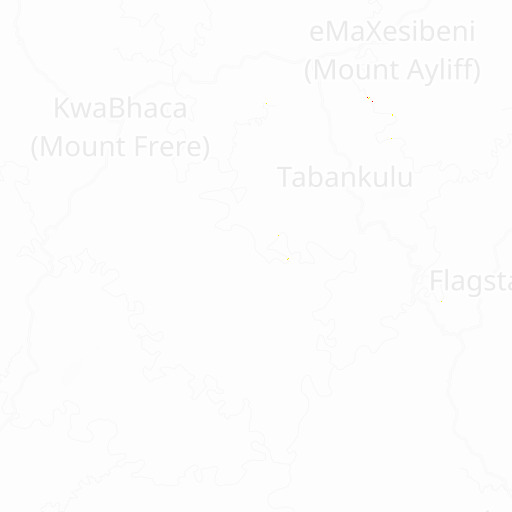 eMaXesibeni
(Mount Ayliff)
KwaBhaca
(Mount Frere)
Tabankulu
Flagsta